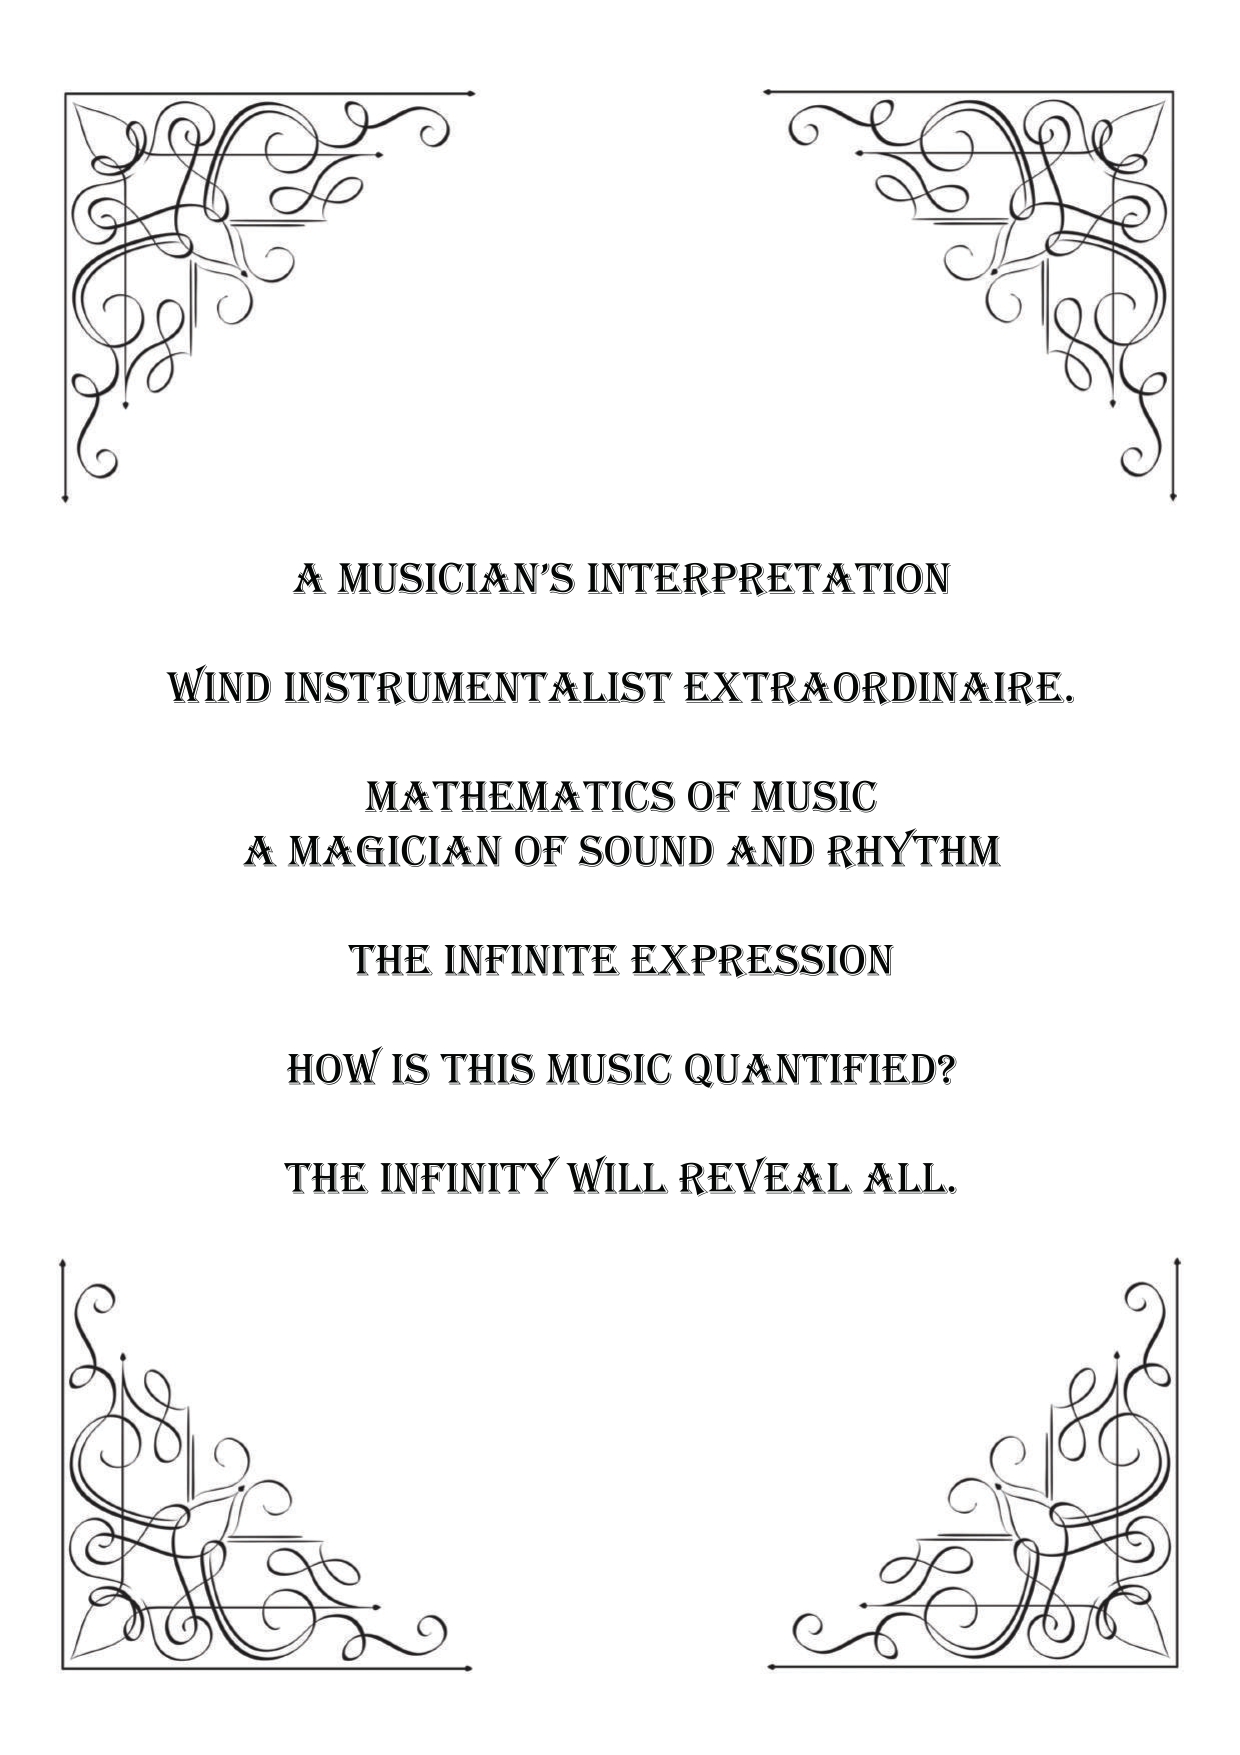 A MUSICIAN’S INTERPRETATION
WIND INSTRUMENTALIST EXTRAORDINAIRE.
MATHEMATICS OF MUSIC
A MAGICIAN OF SOUND AND RHYTHM
THE INFINITE EXPRESSION
HOW IS THIS MUSIC QUANTIFIED?
THE INFINITY WILL REVEAL ALL.